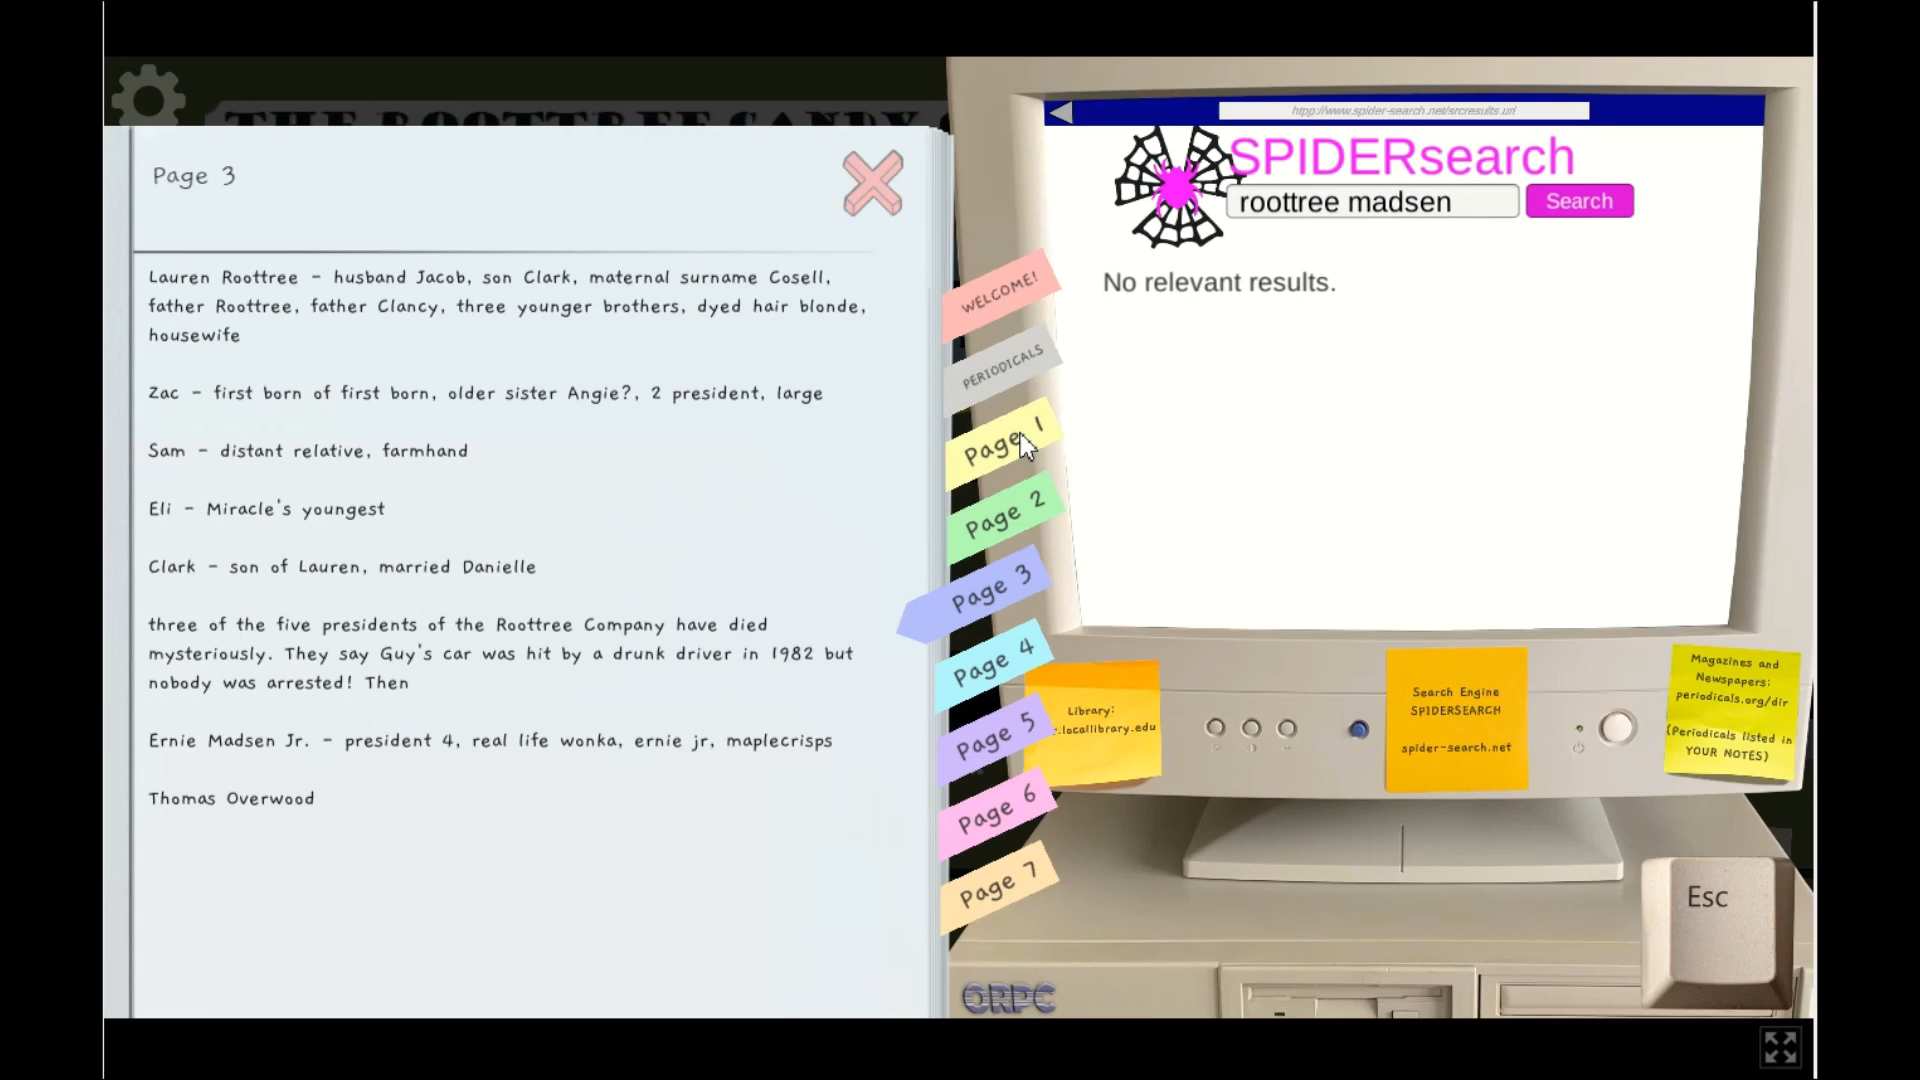 THE ROOTTREE CANDY
Page 3
Lauren Roottree - husband Jacob, son Clark, maternal surname Cosell,
father Roottree, father Clancy, three younger brothers, dyed hair blonde,
housewife
Zac - first born of first born, older sister Angie?, 2 president, large
Sam - distant relative, farmhand
Eli - Miracle's youngest
Clark - son of Lauren, married Danielle
three of the five presidents of the Roottree Company have died
mysteriously. They say Guy's car was hit by a drunk driver in 1982 but
nobody was arrested! Then
Ernie Madsen Jr. - president 4, real life wonka, ernie jr, maplecrisps
Thomas Overwood
WELCOME!
PERIODICALS
Page 1
Page 2
Page 3
Page 4
Page 5
Page 6
Page 7
htpp://www.spider-search.net/srcresults.url
SPIDERsearch
roottree madsen
Search
No relevant results.
Library:
.locallibrary.edu
Search Engine
SPIDERSEARCH
spider-search.net
Magazines and
Newspapers:
periodicals.org/dir
(Periodicals listed in
YOUR NOTES)
Esc
ORPC